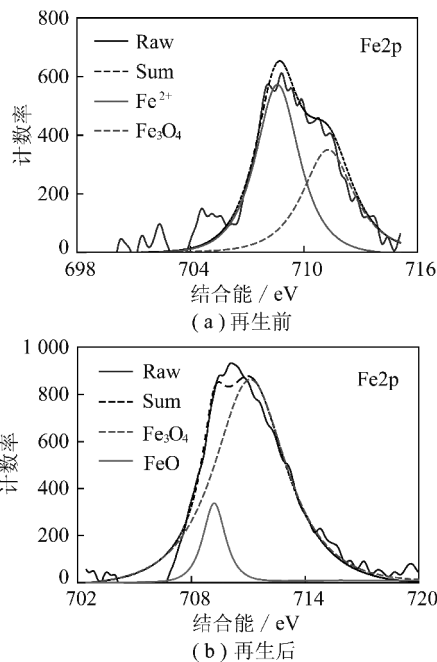 Fe2p
Raw
Sum
Fe²⁺
Fe₃O₄
800
600
400
200
0
计数率
698 704 710 716
结合能 / eV
(a) 再生前
Fe2p
Raw
Sum
Fe₃O₄
FeO
1 000
800
600
400
200
0
计数率
702 708 714 720
结合能 / eV
(b) 再生后